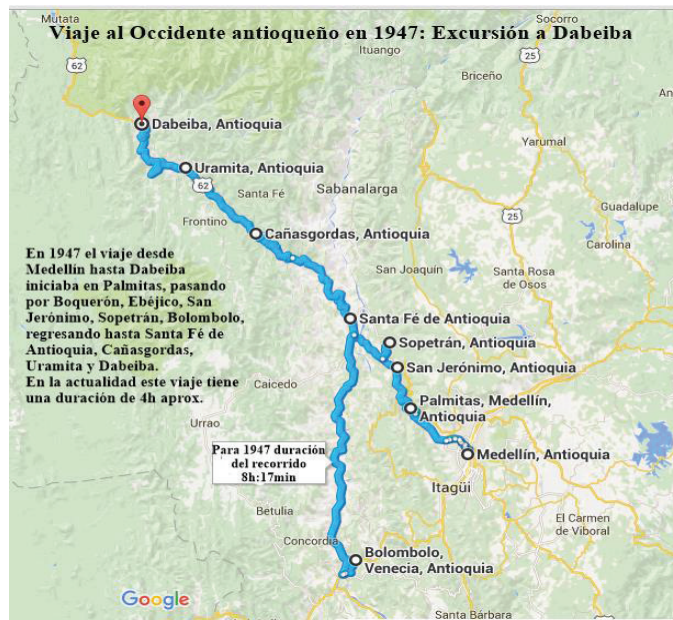 Mutata
Socorro
Viaje al Occidente antioqueño en 1947: Excursión a Dabeiba
62
Ituango
25
Briceño
Dabeiba, Antioquia
Yarumal
Uramita, Antioquia
62
Santa Fé
Sabanalarga
Guadalupe
25
Frontino
Cañasgordas, Antioquia
Carolina
En 1947 el viaje desde
Medellín hasta Dabeiba
iniciaba en Palmitas, pasando
por Boquerón, Ebéjico, San
Jerónimo, Sopetrán, Bolombolo,
regresando hasta Santa Fé de
Antioquia, Cañasgordas,
Uramita y Dabeiba.
En la actualidad este viaje tiene
una duración de 4h aprox.
San Joaquín
Santa Rosa
de Osos
Santa Fé de Antioquia
Sopetrán, Antioquia
San Jerónimo, Antioquia
Caicedo
Palmitas, Medellín,
Antioquia
Urrao
Para 1947 duración
del recorrido
8h:17min
Medellín, Antioquia
Itagüí
Betulia
El Carmen
de Viboral
Concordia
Bolombolo,
Venecia, Antioquia
Google
Santa Bárbara